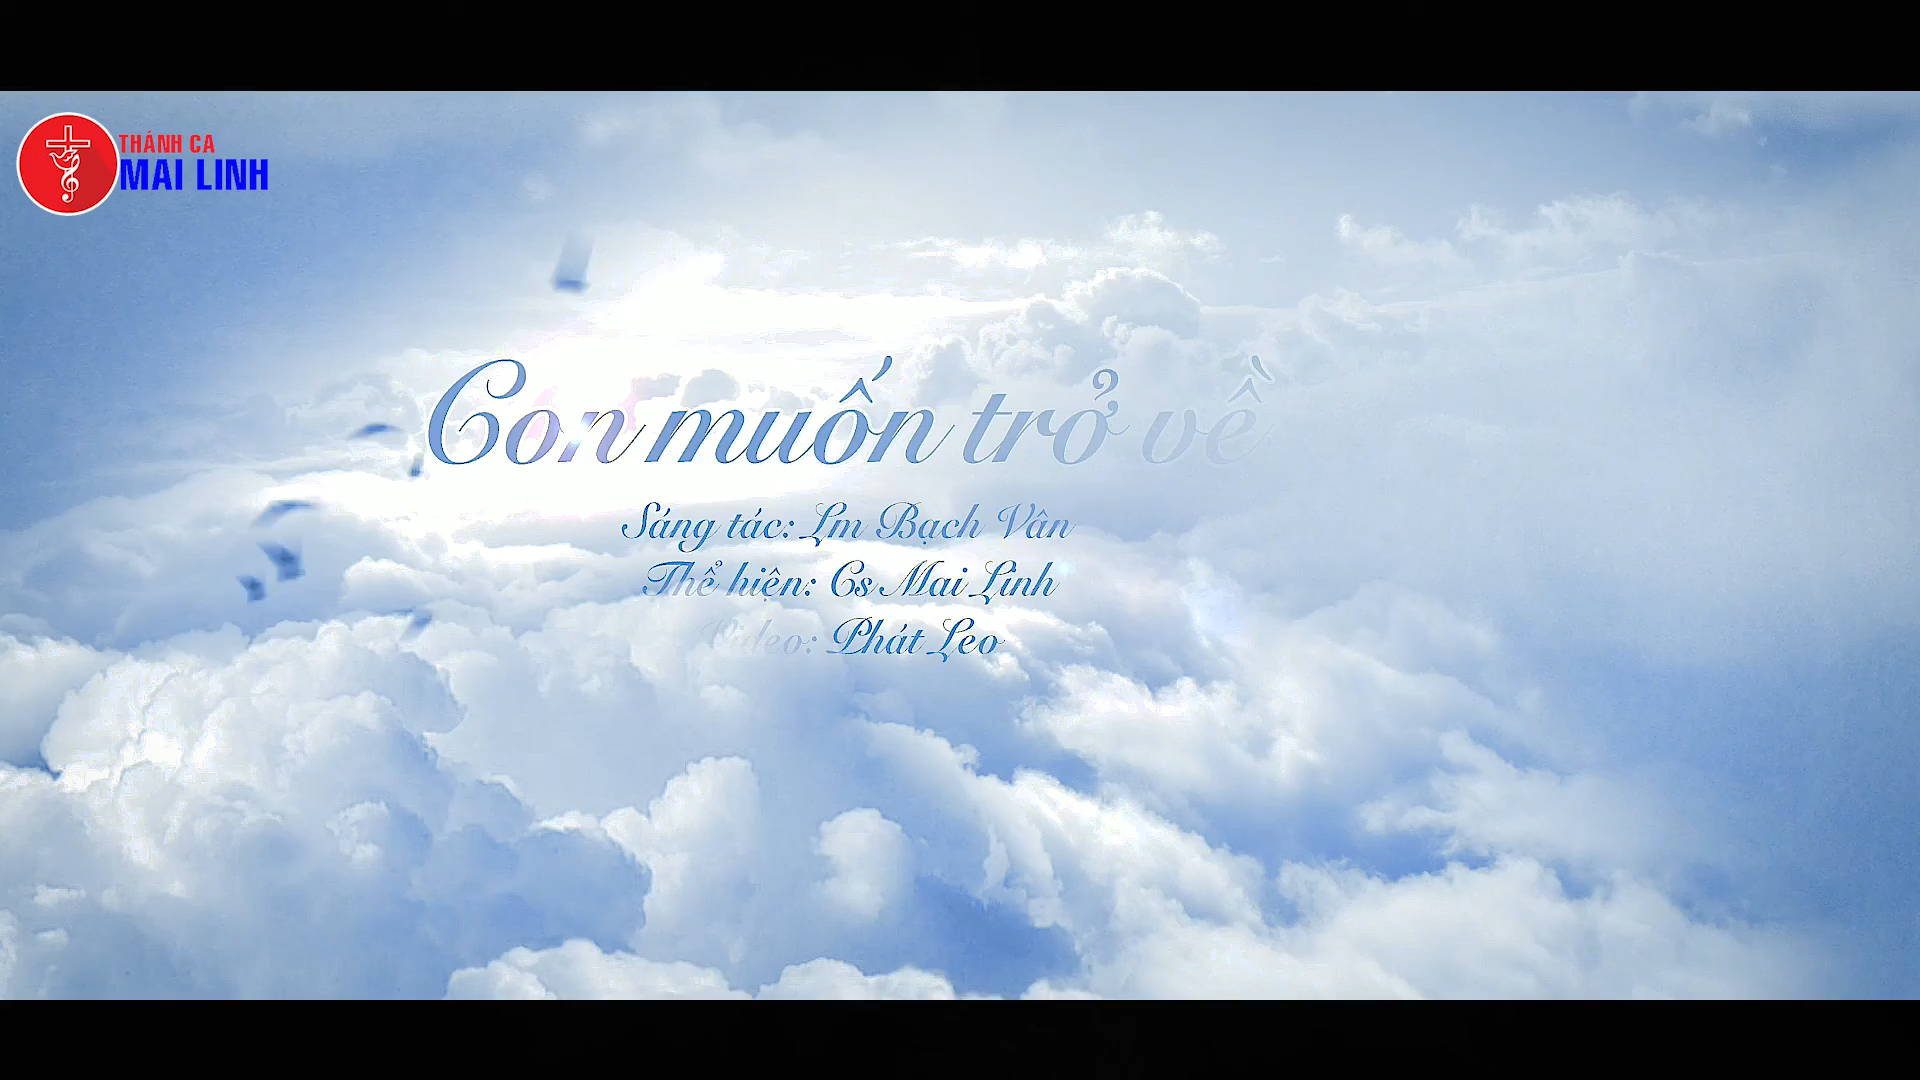 THÁNH CA
MAI LINH
Con muốn trở về
Sáng tác: Lm Bạch Vân
Thể hiện: Cs Mai Linh
Video: Phát Leo